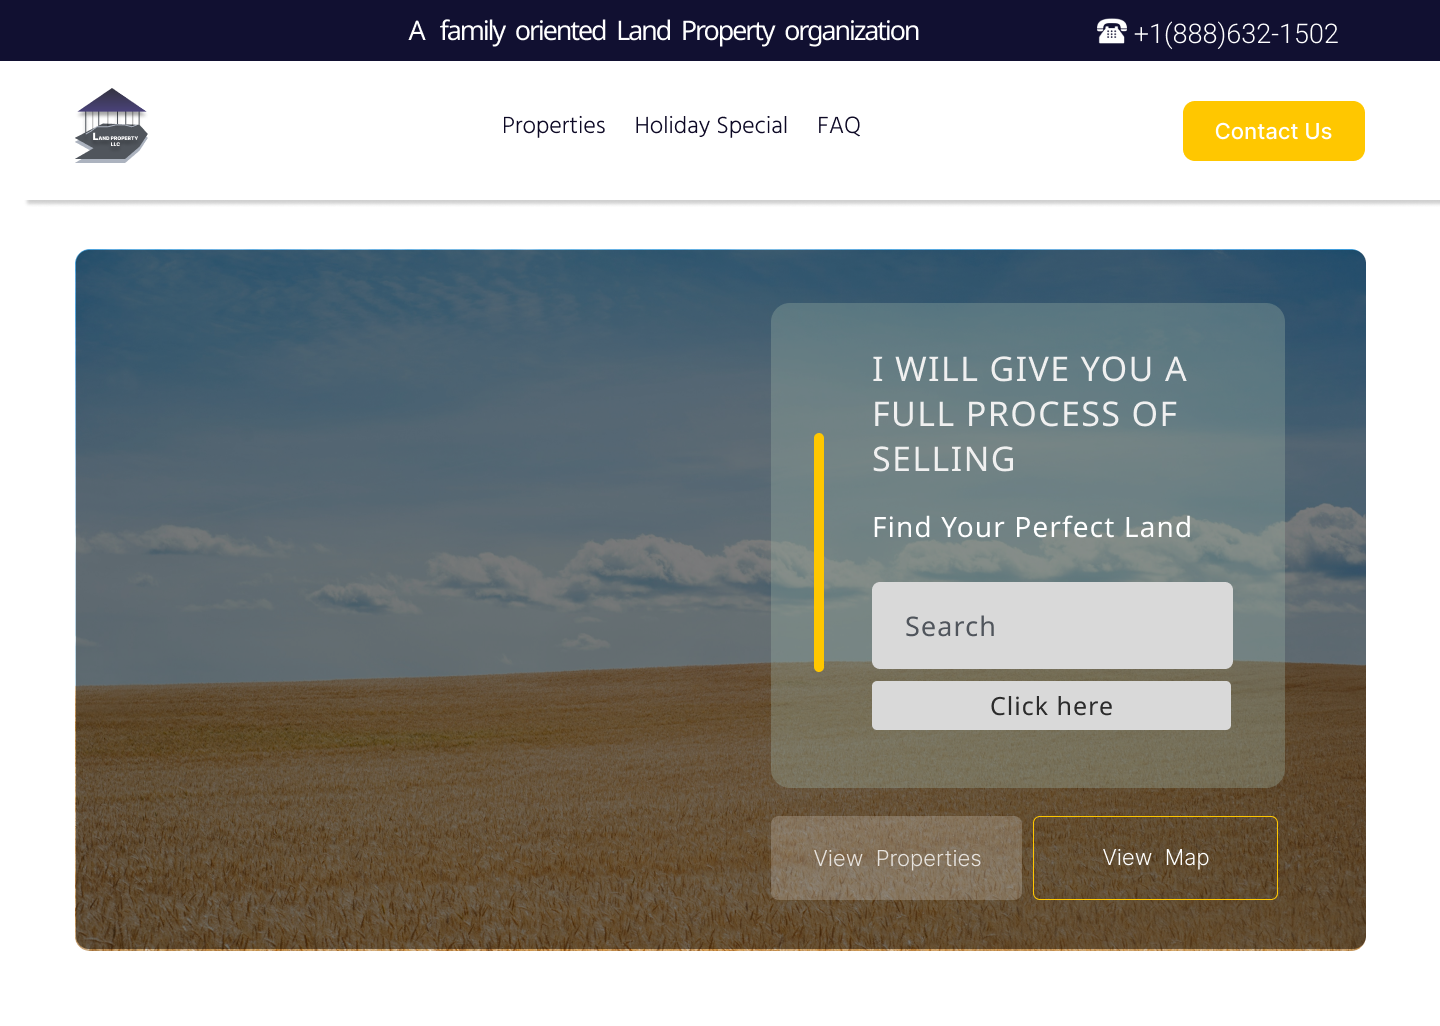 A family oriented Land Property organization
+1(888)632-1502
LAND PROPERTY
LLC
Properties
Holiday Special
FAQ
Contact Us
I WILL GIVE YOU A
FULL PROCESS OF
SELLING
Find Your Perfect Land
Search
Click here
View Properties
View Map